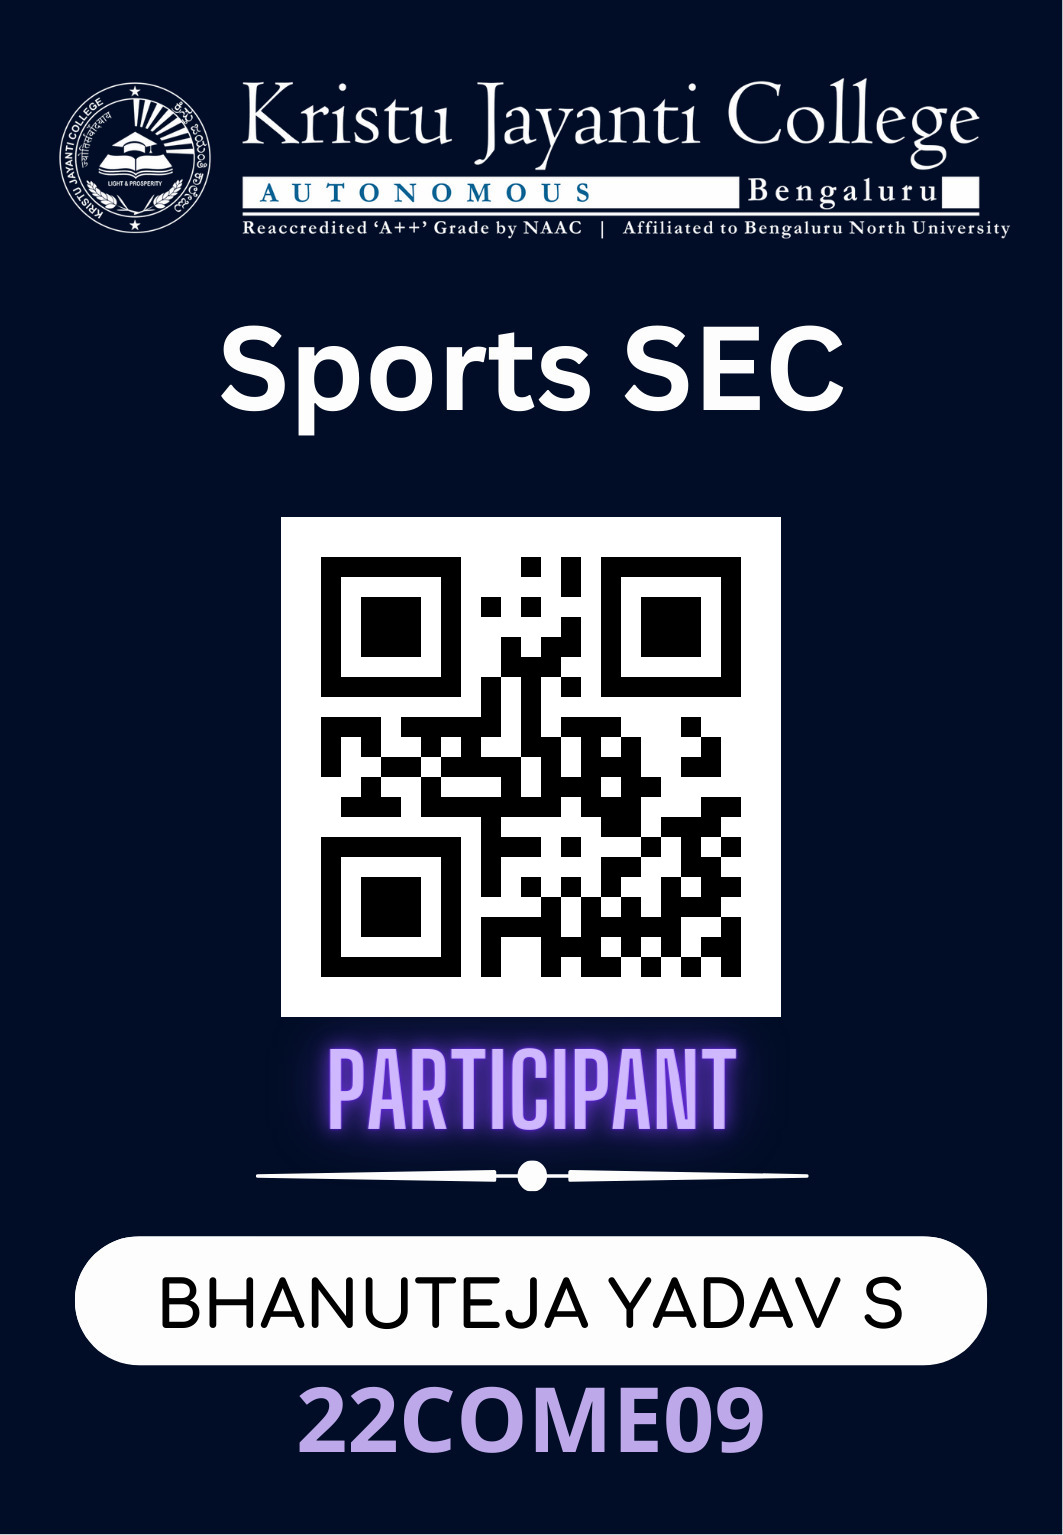 KRISTU JAYANTI COLLEGE
LIGHT & PROSPERITY
Kristu Jayanti College
AUTONOMOUS Bengaluru
Reaccredited ‘A++’ Grade by NAAC | Affiliated to Bengaluru North University
Sports SEC
PARTICIPANT
BHANUTEJA YADAV S
22COME09